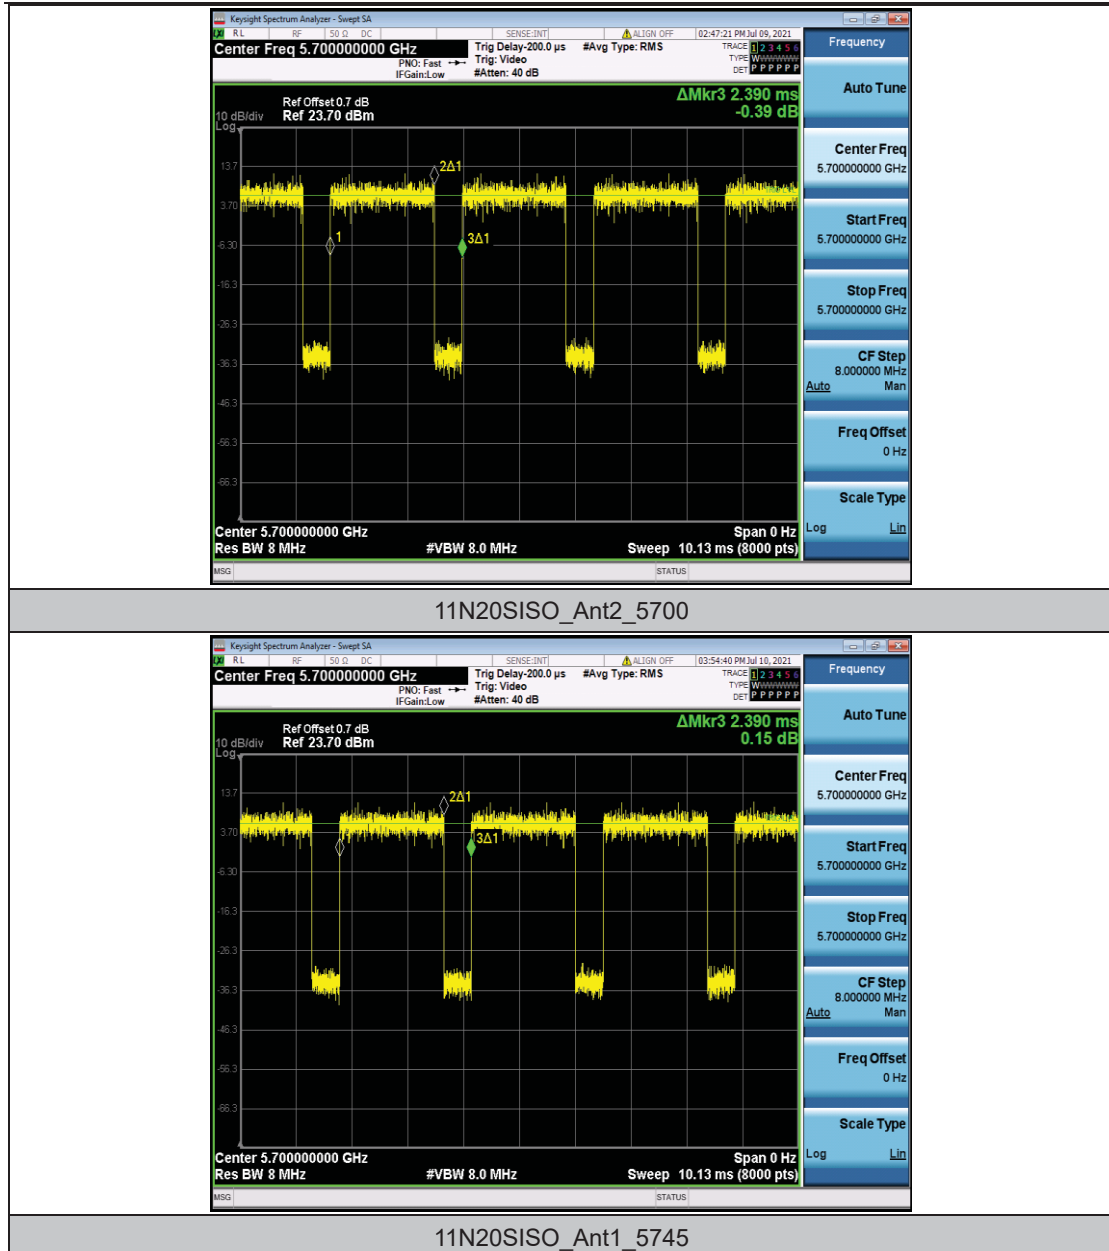 Keysight Spectrum Analyzer - Swept SA
LXI RL RF 50 Ω DC SENSE:INT ALIGN OFF 02:47:21 PM Jul 09, 2021
Center Freq 5.700000000 GHz Trig Delay-200.0 µs #Avg Type: RMS TRACE 1 2 3 4 5 6
PNO: Fast Trig: Video TYPE WWWWWW
IFGain:Low #Atten: 40 dB DET P P P P P P
Frequency
Auto Tune
Center Freq
5.700000000 GHz
Start Freq
5.700000000 GHz
Stop Freq
5.700000000 GHz
CF Step
8.000000 MHz
Auto Man
Freq Offset
0 Hz
Scale Type
Log Lin
ΔMkr3 2.390 ms
-0.39 dB
Ref Offset 0.7 dB
10 dB/div Ref 23.70 dBm
Log
13.7
3.70
-6.30
-16.3
-26.3
-36.3
-46.3
-56.3
-66.3
2Δ1
1
3Δ1
Center 5.700000000 GHz Span 0 Hz
Res BW 8 MHz #VBW 8.0 MHz Sweep 10.13 ms (8000 pts)
MSG STATUS
11N20SISO_Ant2_5700
Keysight Spectrum Analyzer - Swept SA
LXI RL RF 50 Ω DC SENSE:INT ALIGN OFF 03:54:40 PM Jul 10, 2021
Center Freq 5.700000000 GHz Trig Delay-200.0 µs #Avg Type: RMS TRACE 1 2 3 4 5 6
PNO: Fast Trig: Video TYPE WWWWWW
IFGain:Low #Atten: 40 dB DET P P P P P P
Frequency
Auto Tune
Center Freq
5.700000000 GHz
Start Freq
5.700000000 GHz
Stop Freq
5.700000000 GHz
CF Step
8.000000 MHz
Auto Man
Freq Offset
0 Hz
Scale Type
Log Lin
ΔMkr3 2.390 ms
0.15 dB
Ref Offset 0.7 dB
10 dB/div Ref 23.70 dBm
Log
13.7
3.70
-6.30
-16.3
-26.3
-36.3
-46.3
-56.3
-66.3
2Δ1
3Δ1
Center 5.700000000 GHz Span 0 Hz
Res BW 8 MHz #VBW 8.0 MHz Sweep 10.13 ms (8000 pts)
MSG STATUS
11N20SISO_Ant1_5745